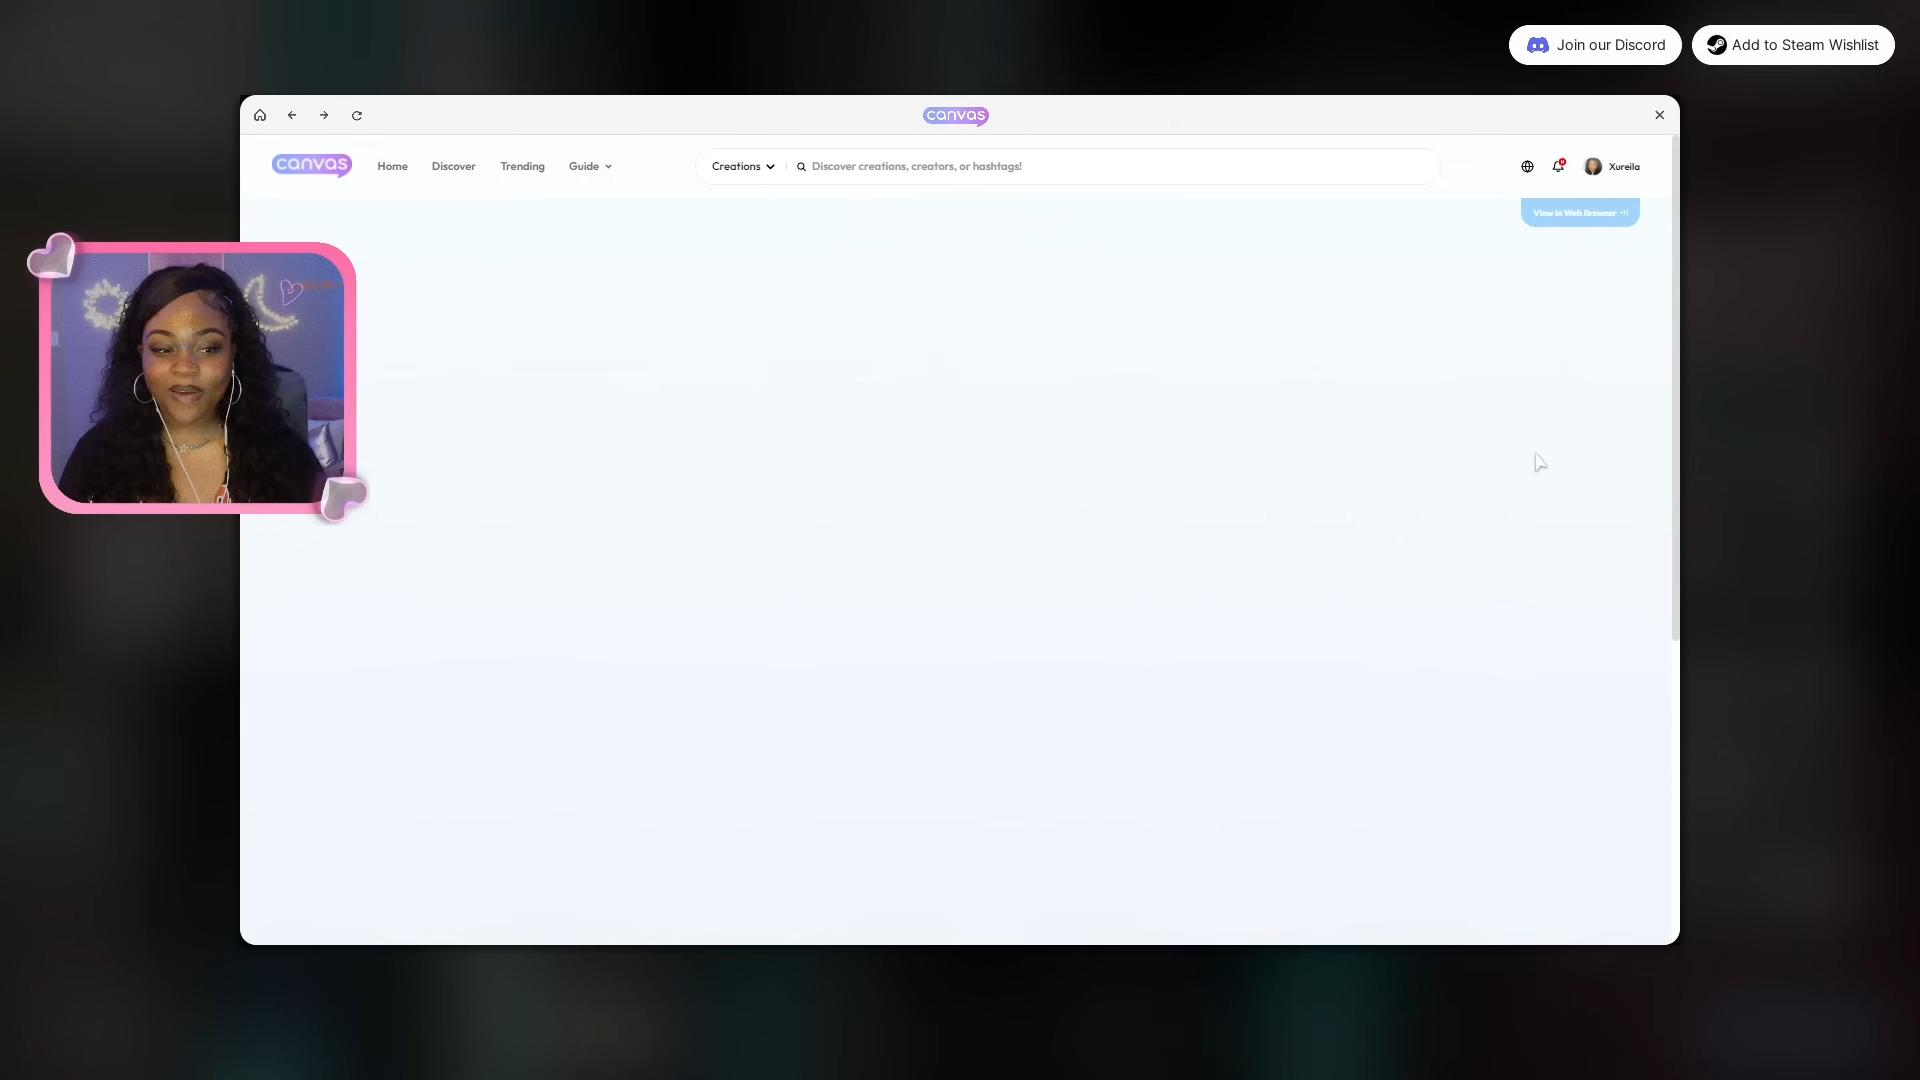 Join our Discord
Add to Steam Wishlist
canvas
canvas
Home
Discover
Trending
Guide
Creations
Discover creations, creators, or hashtags!
Xureila
View in Web Browser